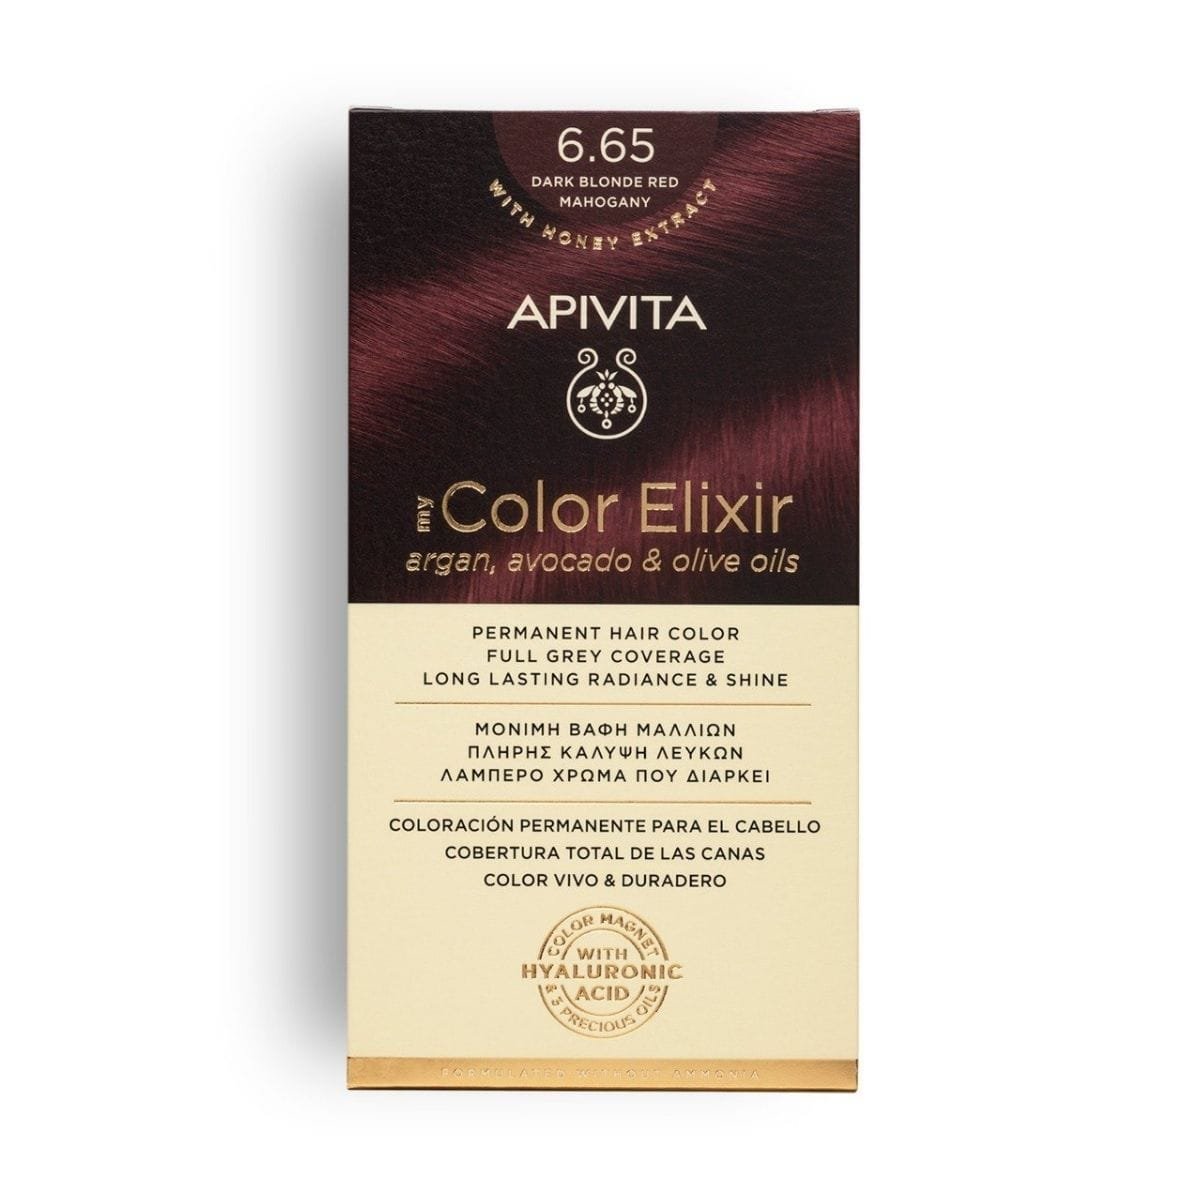 6.65
DARK BLONDE RED
MAHOGANY
WITH HONEY EXTRACT
APIVITA
my Color Elixir
argan, avocado & olive oils
PERMANENT HAIR COLOR
FULL GREY COVERAGE
LONG LASTING RADIANCE & SHINE
ΜΟΝΙΜΗ ΒΑΦΗ ΜΑΛΛΙΩΝ
ΠΛΗΡΗΣ ΚΑΛΥΨΗ ΛΕΥΚΩΝ
ΛΑΜΠΕΡΟ ΧΡΩΜΑ ΠΟΥ ΔΙΑΡΚΕΙ
COLORACIÓN PERMANENTE PARA EL CABELLO
COBERTURA TOTAL DE LAS CANAS
COLOR VIVO & DURADERO
COLOR MAGNET
WITH
HYALURONIC
ACID
& 3 PRECIOUS OILS
FORMULATED WITHOUT AMMONIA